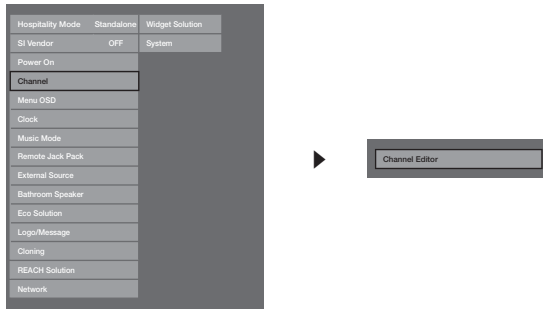 Hospitality Mode Standalone Widget Solution
SI Vendor OFF System
Power On
Channel
Menu OSD
Clock
Music Mode
Remote Jack Pack
External Source
Bathroom Speaker
Eco Solution
Logo/Message
Cloning
REACH Solution
Network
Channel Editor